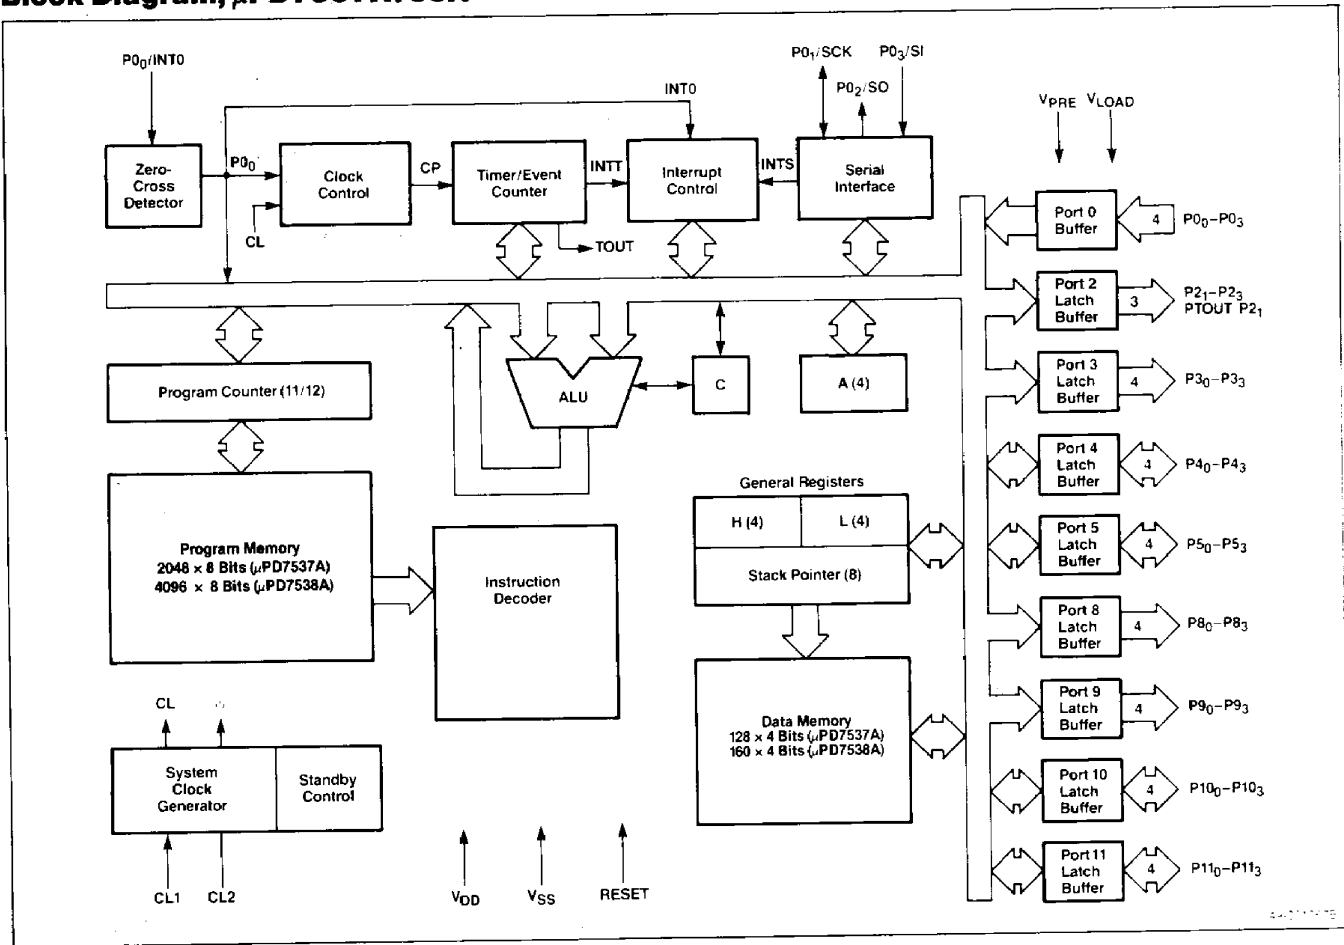 P0₀/INT0
P0₁/SCK
P0₃/SI
P0₂/SO
INT0
V_PRE
V_LOAD
Zero-
Cross
Detector
P0₀
Clock
Control
CL
CP
Timer/Event
Counter
INTT
TOUT
Interrupt
Control
INTS
Serial
Interface
Port 0
Buffer
4
P0₀–P0₃
Port 2
Latch
Buffer
3
P2₁–P2₃
PTOUT P2₁
Port 3
Latch
Buffer
4
P3₀–P3₃
Program Counter (11/12)
ALU
C
A (4)
Port 4
Latch
Buffer
4
P4₀–P4₃
General Registers
H (4)
L (4)
Stack Pointer (8)
Port 5
Latch
Buffer
4
P5₀–P5₃
Program Memory
2048 × 8 Bits (μPD7537A)
4096 × 8 Bits (μPD7538A)
Instruction
Decoder
Port 8
Latch
Buffer
4
P8₀–P8₃
Data Memory
128 × 4 Bits (μPD7537A)
160 × 4 Bits (μPD7538A)
Port 9
Latch
Buffer
4
P9₀–P9₃
CL
System
Clock
Generator
Standby
Control
Port 10
Latch
Buffer
4
P10₀–P10₃
CL1
CL2
V_DD
V_SS
RESET
Port 11
Latch
Buffer
4
P11₀–P11₃